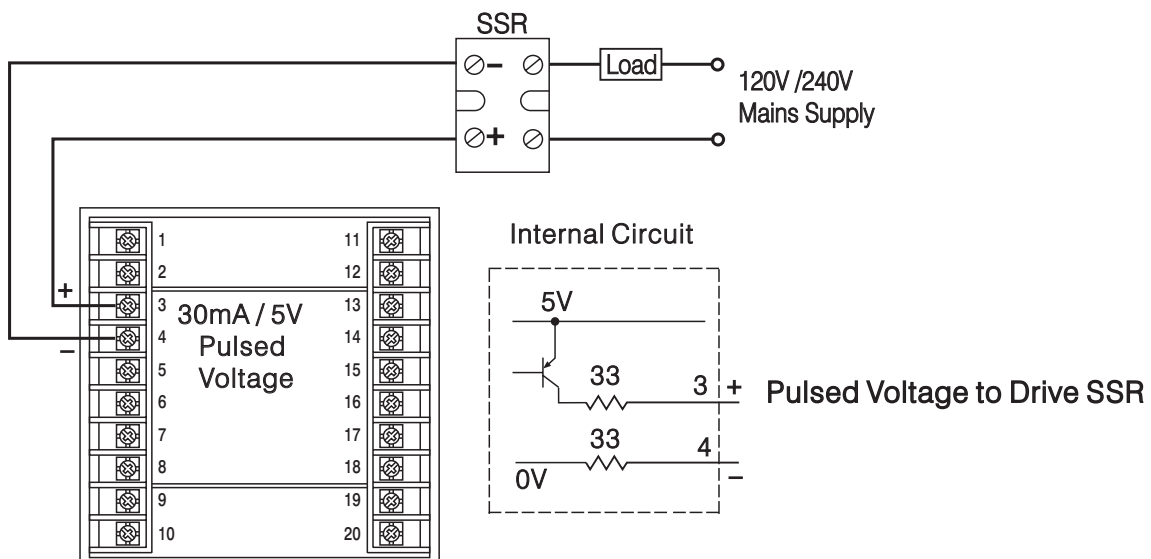 SSR
−
Load
120V /240V
Mains Supply
+
1
11
Internal Circuit
2
12
+
3
30mA / 5V
13
5V
4
Pulsed
14
−
5
Voltage
15
33
3
+
Pulsed Voltage to Drive SSR
6
16
7
17
33
4
8
18
0V
−
9
19
10
20